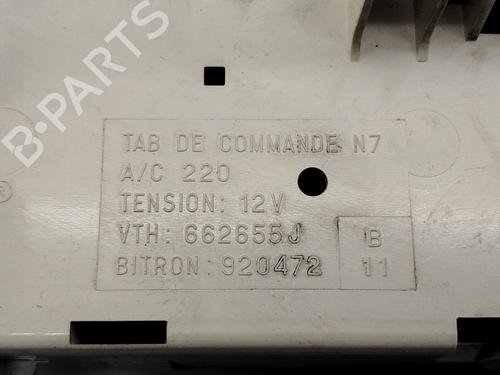 TAB DE COMMANDE N7
A/C 220
TENSION: 12V
VTH: 662655J
BITRON: 920472
B
11
B-PARTS
®